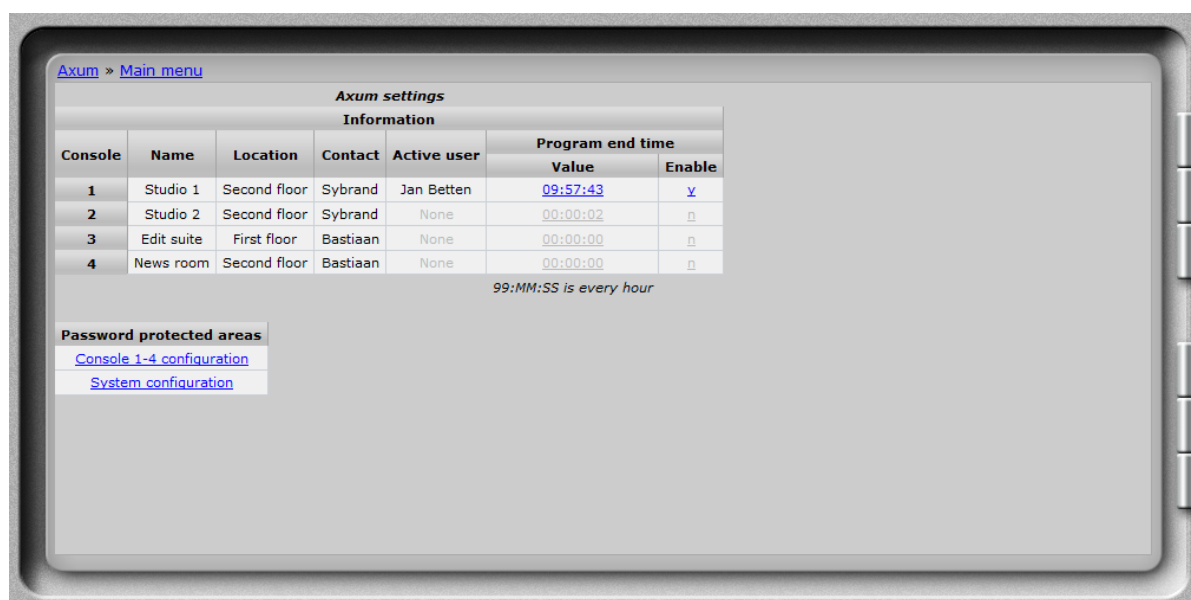 Axum » Main menu
Axum settings
Information
Console Name Location Contact Active user Program end time
Value Enable
1 Studio 1 Second floor Sybrand Jan Betten 09:57:43 y
2 Studio 2 Second floor Sybrand None 00:00:02 n
3 Edit suite First floor Bastiaan None 00:00:00 n
4 News room Second floor Bastiaan None 00:00:00 n
99:MM:SS is every hour
Password protected areas
Console 1-4 configuration
System configuration